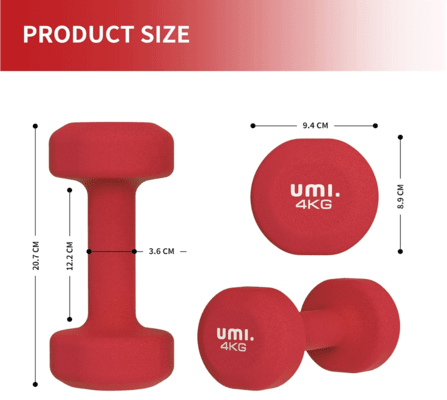 PRODUCT SIZE
9.4 CM
umi.
4KG
8.9 CM
20.7 CM
12.2 CM
3.6 CM
umi.
4KG